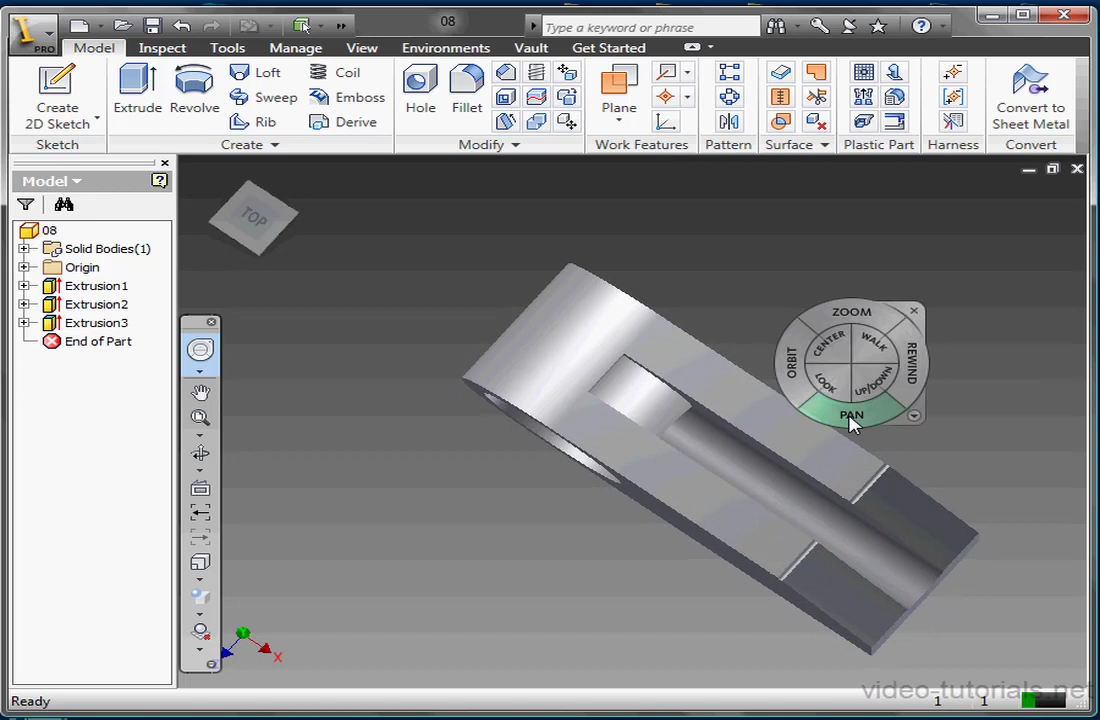 08
Type a keyword or phrase
PRO
Model Inspect Tools Manage View Environments Vault Get Started
Create
2D Sketch
Extrude
Revolve
Loft
Sweep
Rib
Coil
Emboss
Derive
Hole
Fillet
Plane
Convert to
Sheet Metal
Sketch Create Modify Work Features Pattern Surface Plastic Part Harness Convert
Model
08
Solid Bodies(1)
Origin
Extrusion1
Extrusion2
Extrusion3
End of Part
TOP
ZOOM
ORBIT
CENTER
WALK
REWIND
LOOK
UP/DOWN
PAN
X
Ready
1 1
video-tutorials.net